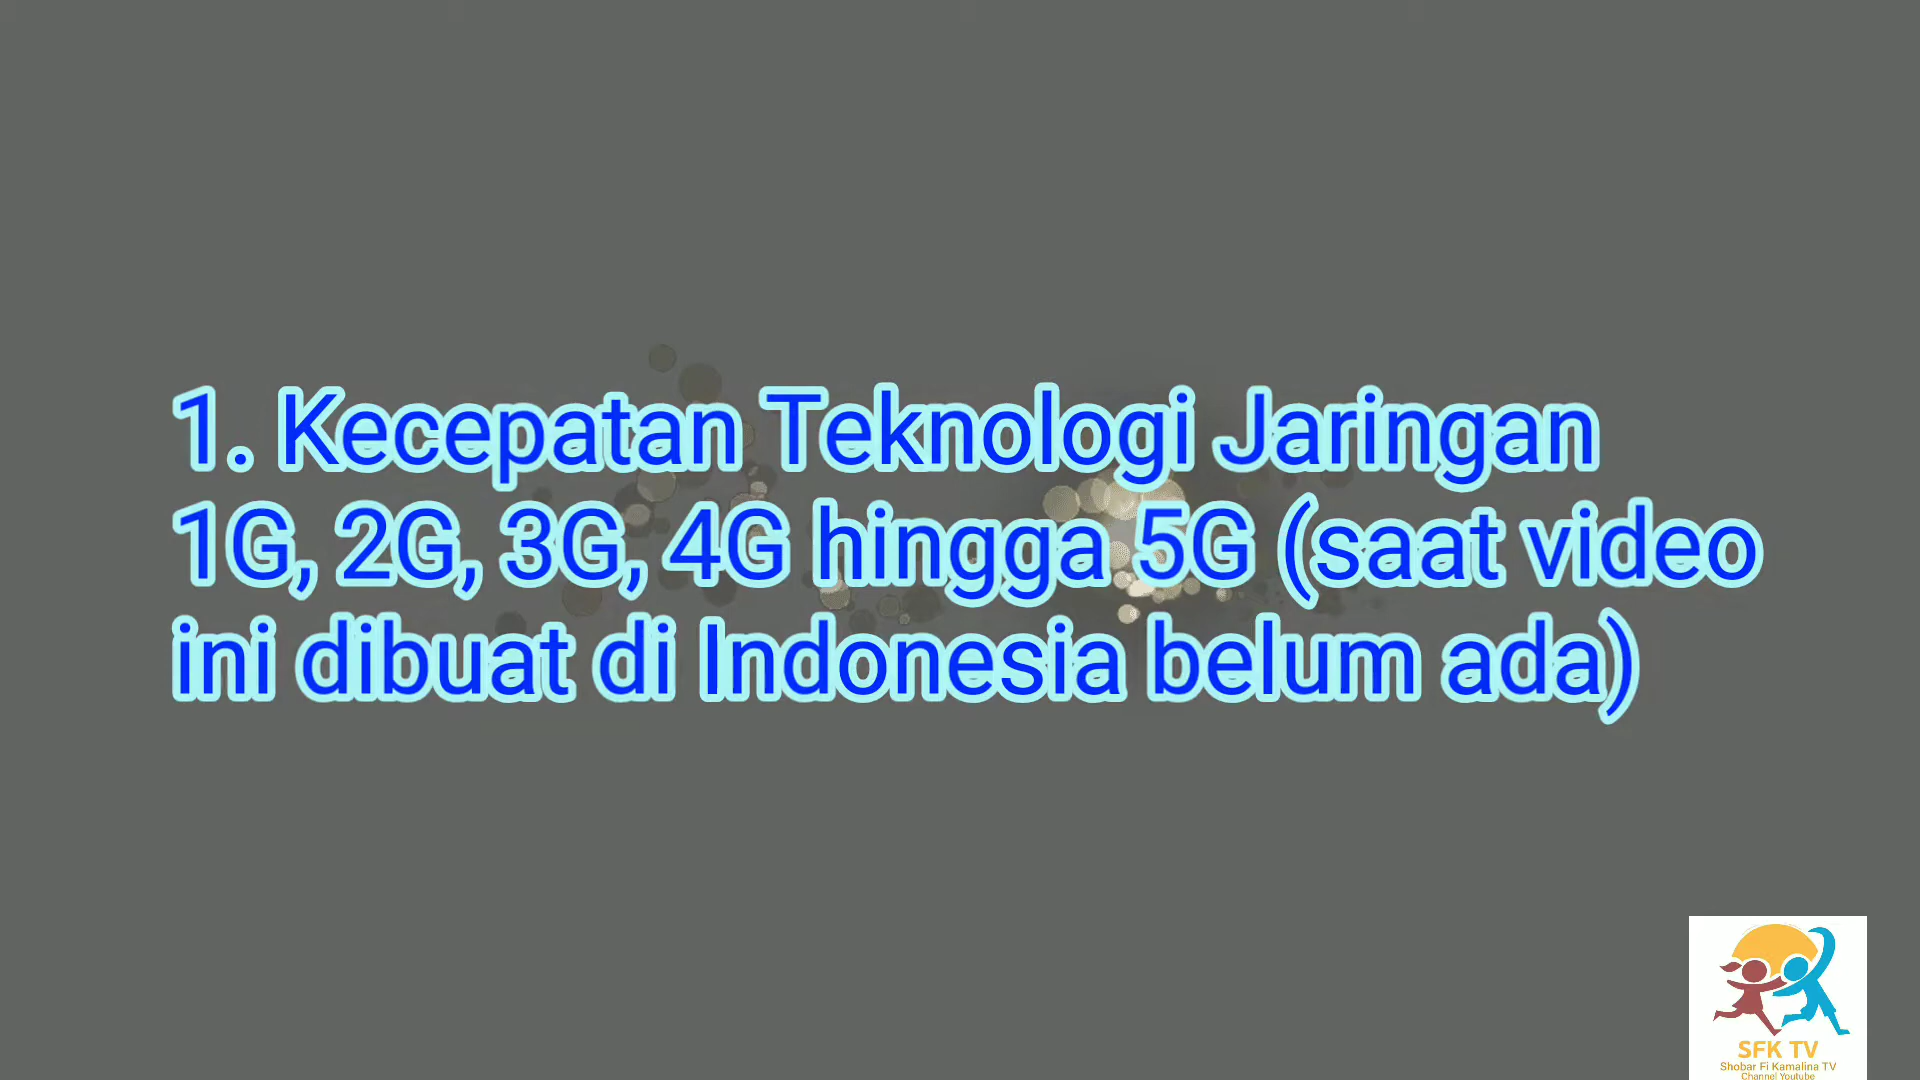 1. Kecepatan Teknologi Jaringan
1G, 2G, 3G, 4G hingga 5G (saat video
ini dibuat di Indonesia belum ada)
SFK TV
Shobar Fi Kamalina TV
Channel Youtube